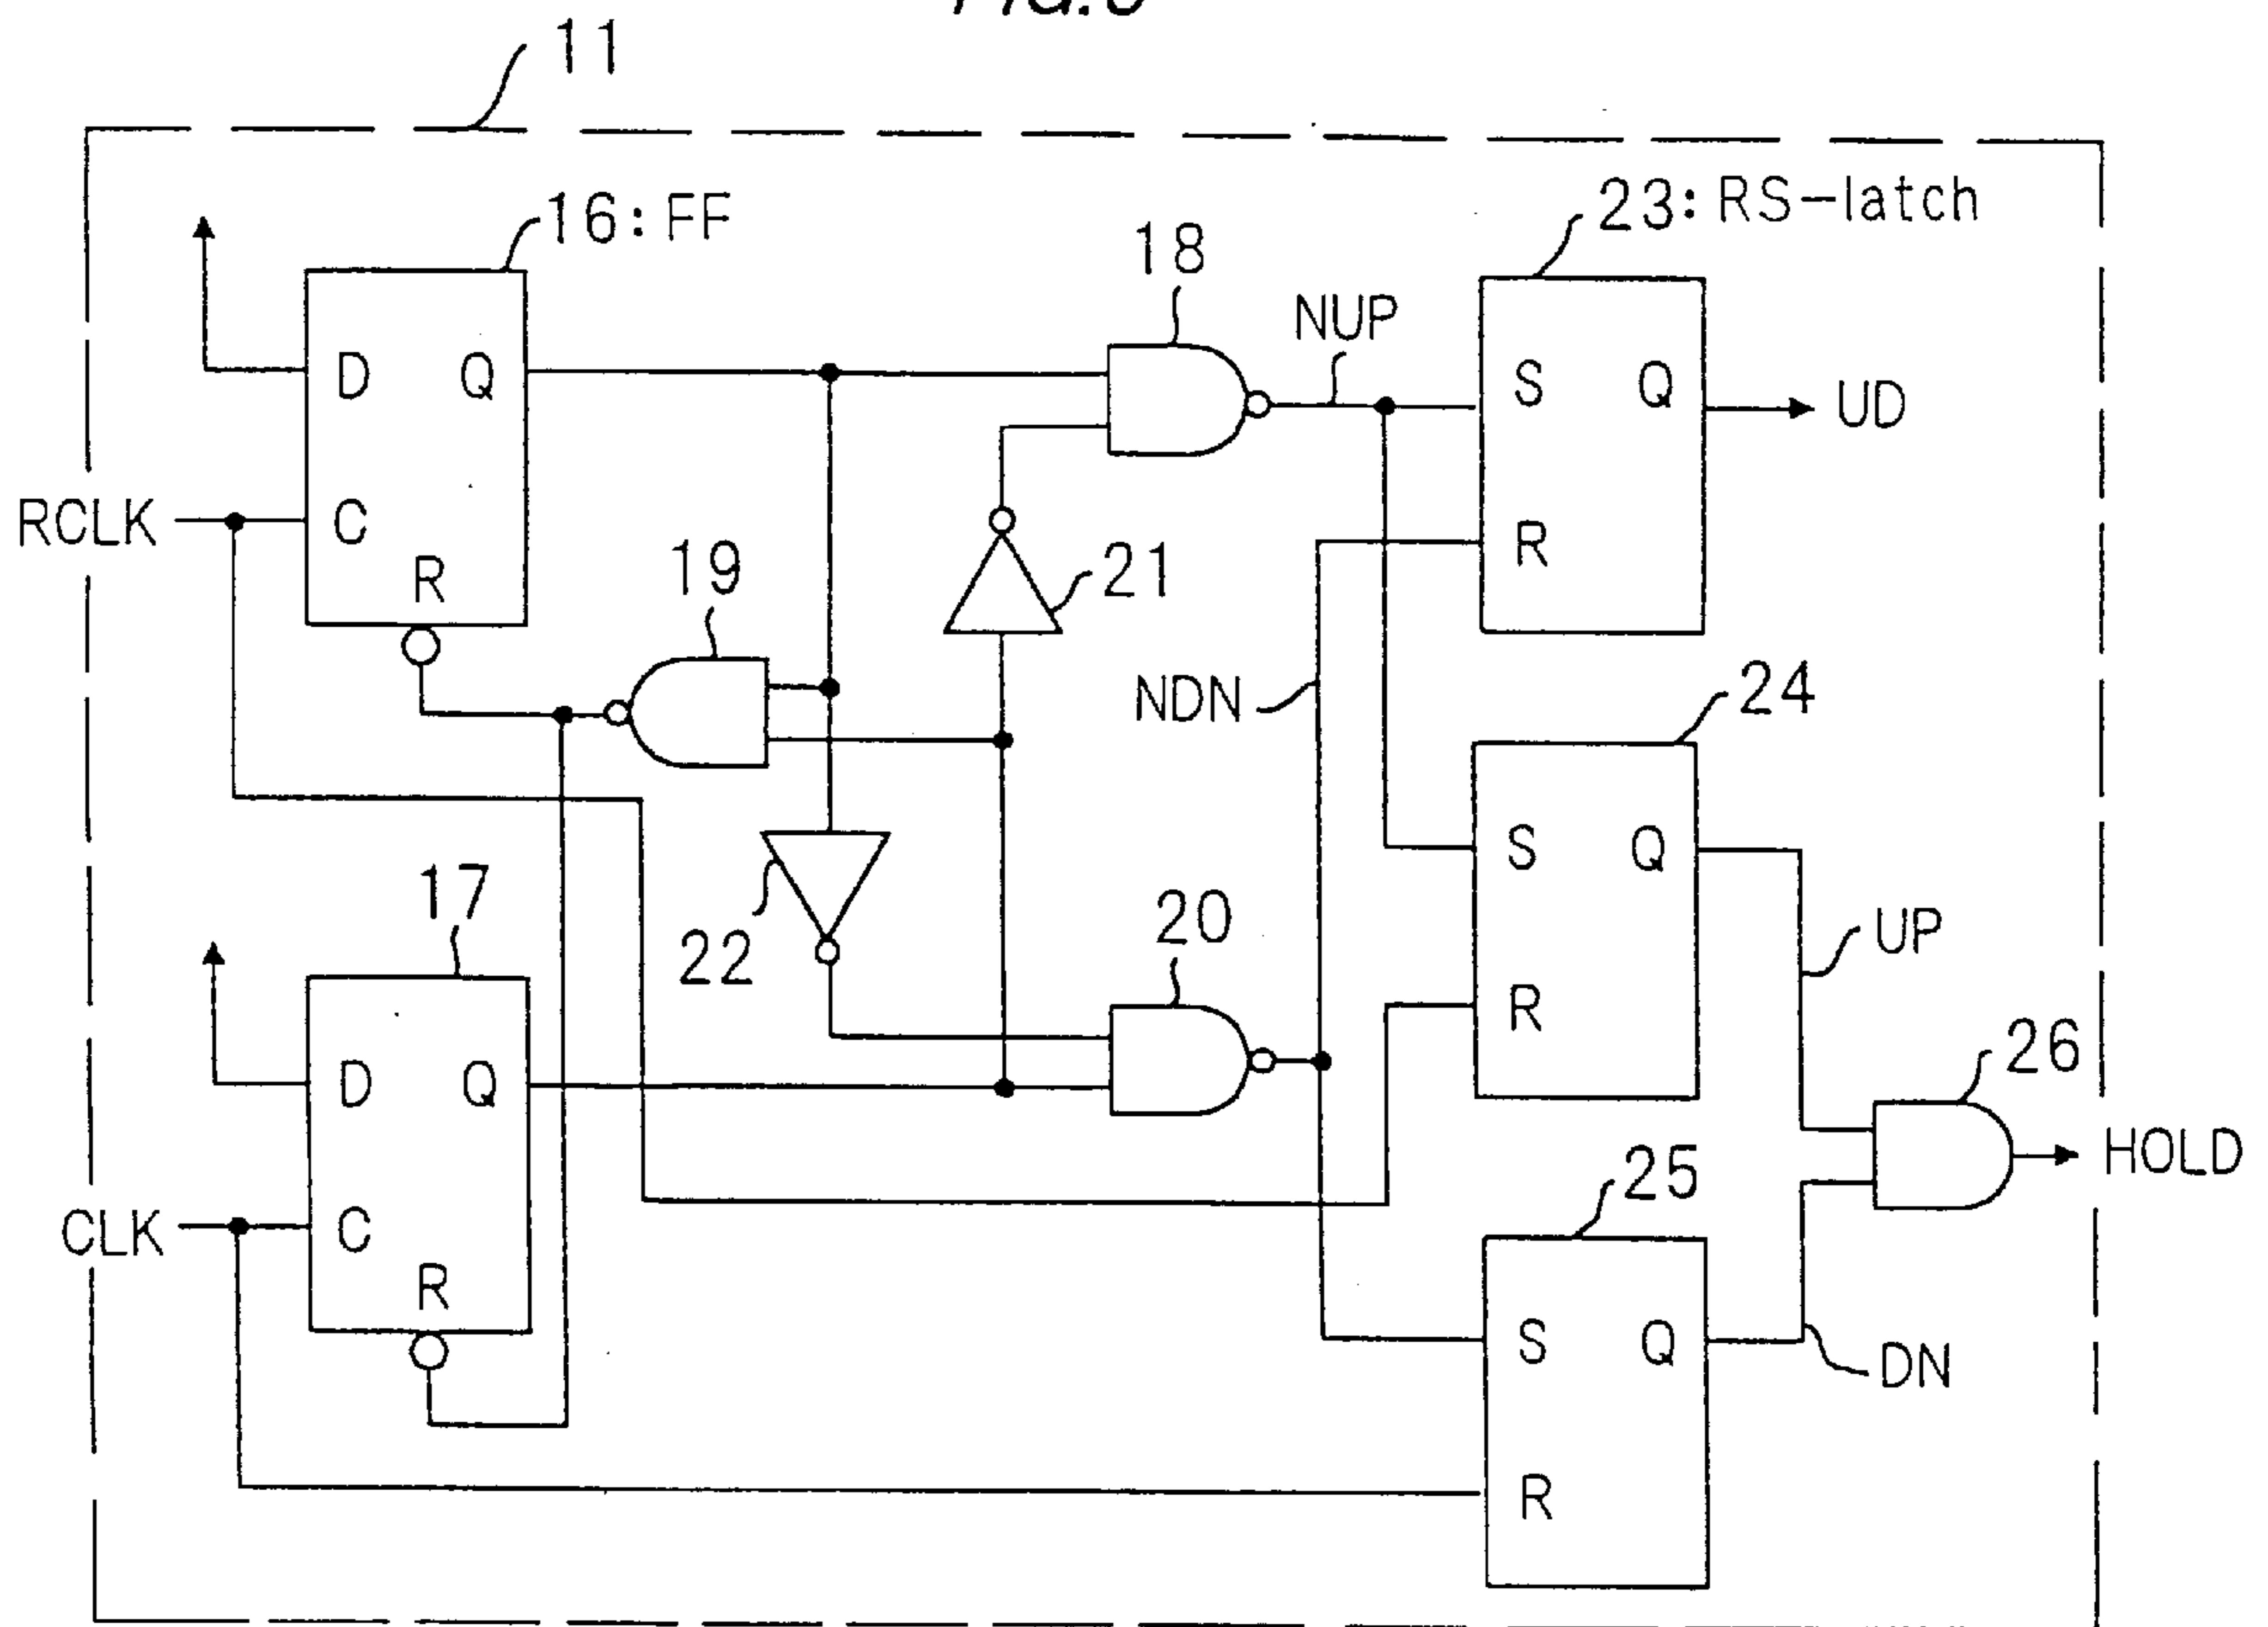 11
16: FF
18
23: RS-latch
NUP
D Q
S Q
UD
RCLK
C
R
R
19
21
NDN
24
S Q
17
22
20
UP
R
26
D Q
HOLD
25
CLK
C
R
S Q
DN
R